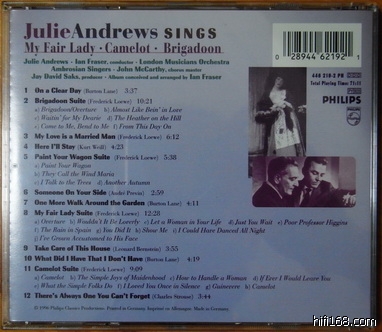 Julie Andrews SINGS
My Fair Lady · Camelot · Brigadoon
Julie Andrews · Ian Fraser, conductor · London Musicians Orchestra
Ambrosian Singers · John McCarthy, chorus master
Jay David Saks, producer · Album conceived and arranged by Ian Fraser
1 On a Clear Day (Burton Lane) 3:37
2 Brigadoon Suite (Frederick Loewe) 10:21
a) Brigadoon/Overture b) Almost Like Bein' in Love
c) Waitin' for My Dearie d) The Heather on the Hill
e) Come to Me, Bend to Me f) From This Day On
3 My Love is a Married Man (Frederick Loewe) 3:12
4 Here I'll Stay (Kurt Weill) 3:21
5 Paint Your Wagon Suite (Frederick Loewe) 5:38
a) Paint Your Wagon
b) They Call the Wind Maria
c) I Talk to the Trees d) Another Autumn
6 Someone On Your Side (André Previn) 2:59
7 One More Walk Around the Garden (Burton Lane) 3:11
8 My Fair Lady Suite (Frederick Loewe) 12:28
a) Overture b) Wouldn't It Be Loverly c) Let a Woman in Your Life d) Just You Wait e) Poor Professor Higgins
f) The Rain in Spain g) You Did It h) Show Me i) I Could Have Danced All Night
j) I've Grown Accustomed to His Face
9 Take Care of This House (Leonard Bernstein) 3:55
10 What Did I Have That I Don't Have (Burton Lane) 4:19
11 Camelot Suite (Frederick Loewe) 9:09
a) Camelot b) The Simple Joys of Maidenhood c) How to Handle a Woman d) If Ever I Would Leave You
e) What the Simple Folks Do f) I Loved You Once in Silence g) Guinevere h) Camelot
12 There's Always One You Can't Forget (Charles Strouse) 3:44
0 28944 62192 1
Total Playing Time
PHILIPS
hifi168.com